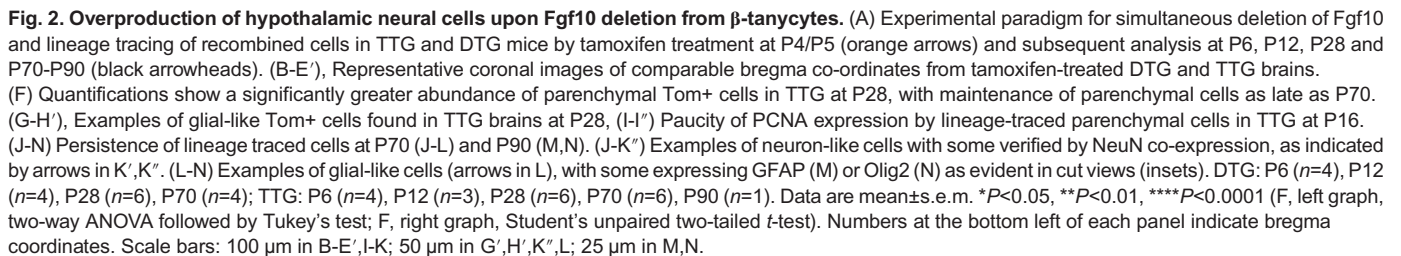 Fig. 2. Overproduction of hypothalamic neural cells upon Fgf10 deletion from β-tanycytes. (A) Experimental paradigm for simultaneous deletion of Fgf10
and lineage tracing of recombined cells in TTG and DTG mice by tamoxifen treatment at P4/P5 (orange arrows) and subsequent analysis at P6, P12, P28 and
P70-P90 (black arrowheads). (B-E′), Representative coronal images of comparable bregma co-ordinates from tamoxifen-treated DTG and TTG brains.
(F) Quantifications show a significantly greater abundance of parenchymal Tom+ cells in TTG at P28, with maintenance of parenchymal cells as late as P70.
(G-H′), Examples of glial-like Tom+ cells found in TTG brains at P28, (I-I″) Paucity of PCNA expression by lineage-traced parenchymal cells in TTG at P16.
(J-N) Persistence of lineage traced cells at P70 (J-L) and P90 (M,N). (J-K″) Examples of neuron-like cells with some verified by NeuN co-expression, as indicated
by arrows in K′,K″. (L-N) Examples of glial-like cells (arrows in L), with some expressing GFAP (M) or Olig2 (N) as evident in cut views (insets). DTG: P6 (n=4), P12
(n=4), P28 (n=6), P70 (n=4); TTG: P6 (n=4), P12 (n=3), P28 (n=6), P70 (n=6), P90 (n=1). Data are mean±s.e.m. *P<0.05, **P<0.01, ****P<0.0001 (F, left graph,
two-way ANOVA followed by Tukey's test; F, right graph, Student's unpaired two-tailed t-test). Numbers at the bottom left of each panel indicate bregma
coordinates. Scale bars: 100 μm in B-E′,I-K; 50 μm in G′,H′,K″,L; 25 μm in M,N.